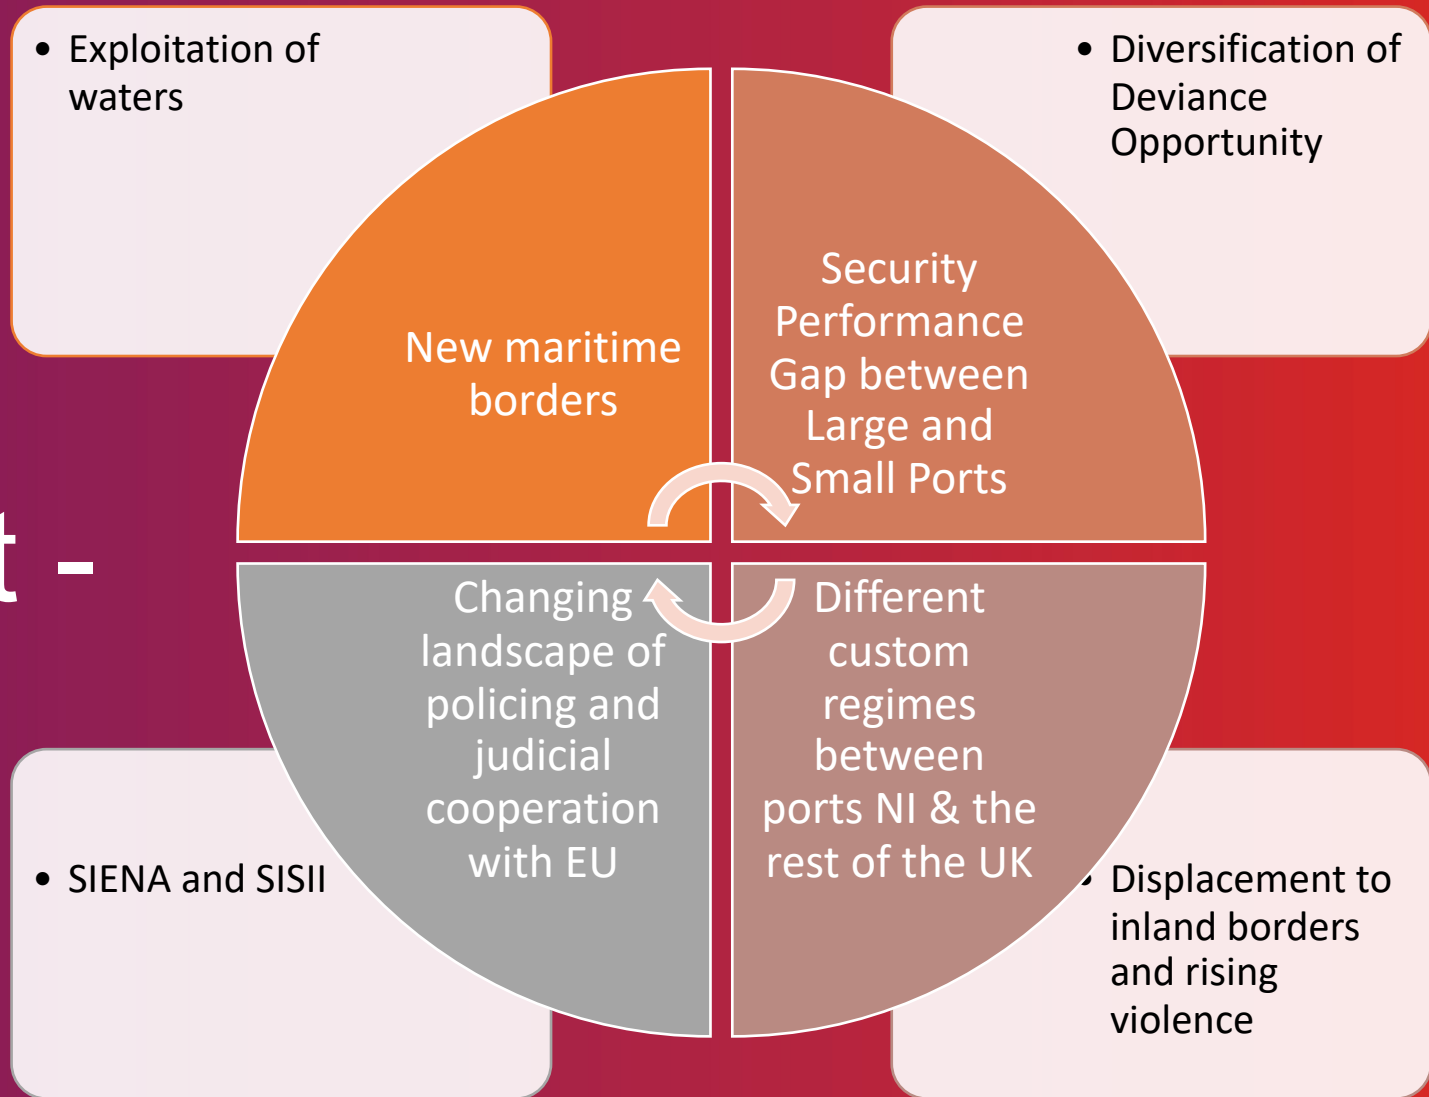 • Exploitation of
waters
• Diversification of
Deviance
Opportunity
New maritime
borders
Security
Performance
Gap between
Large and
Small Ports
t -
Changing
landscape of
policing and
judicial
cooperation
with EU
Different
custom
regimes
between
ports NI & the
rest of the UK
• SIENA and SISII
• Displacement to
inland borders
and rising
violence